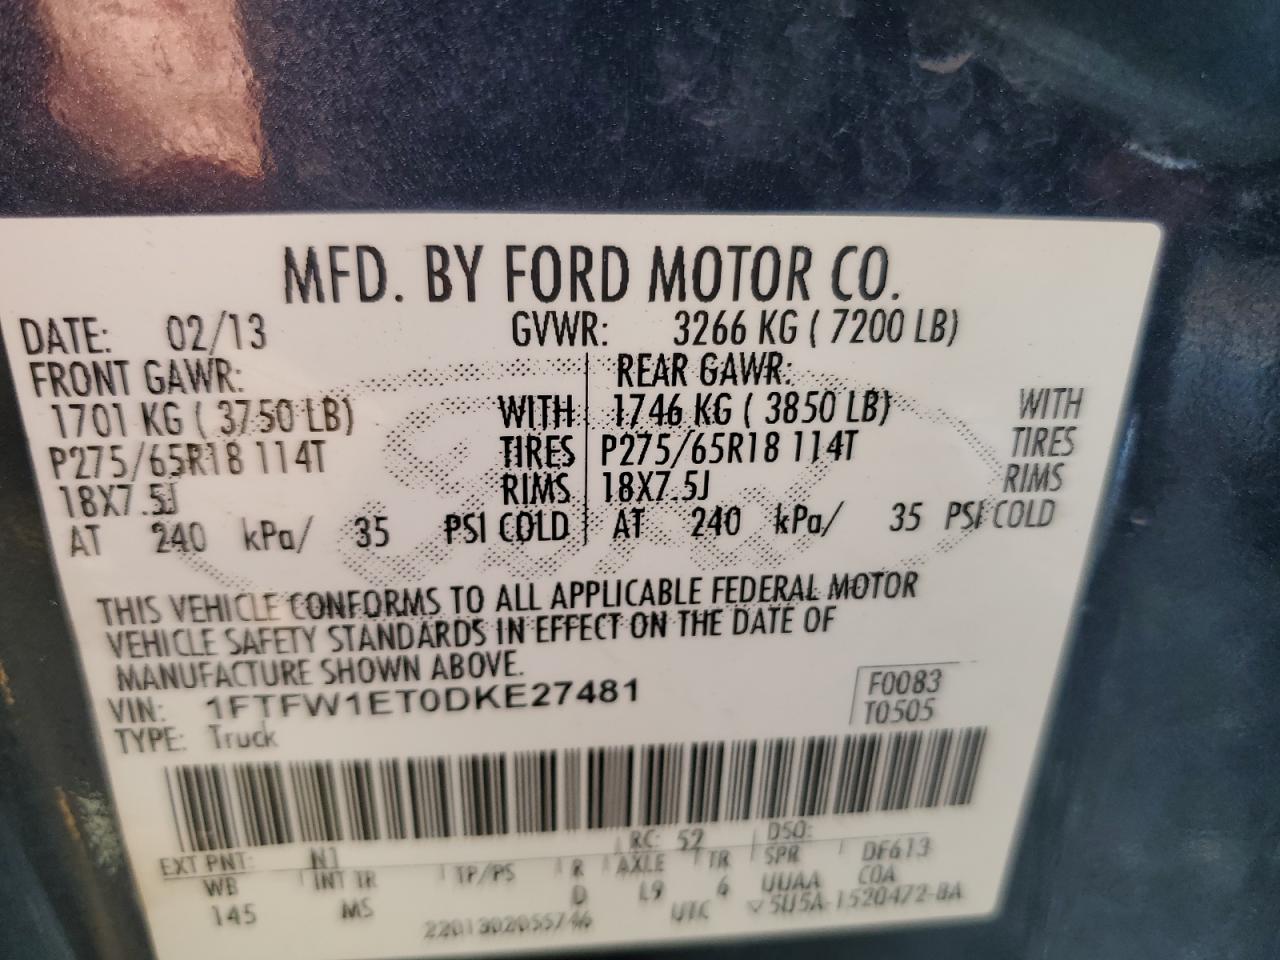 MFD. BY FORD MOTOR CO.
DATE: 02/13 GVWR: 3266 KG ( 7200 LB)
FRONT GAWR: REAR GAWR:
1701 KG ( 3750 LB) WITH 1746 KG ( 3850 LB) WITH
P275/65R18 114T TIRES P275/65R18 114T TIRES
18X7.5J RIMS 18X7.5J RIMS
AT 240 kPa/ 35 PSI COLD AT 240 kPa/ 35 PSI COLD
THIS VEHICLE CONFORMS TO ALL APPLICABLE FEDERAL MOTOR
VEHICLE SAFETY STANDARDS IN EFFECT ON THE DATE OF
MANUFACTURE SHOWN ABOVE.
VIN: 1FTFW1ET0DKE27481 F0083
TYPE: Truck T0505
EXT PNT: N1 RC: 52 DSO:
WB INT TR TP/PS R AXLE TR SPR DF613
145 MS D L9 6 UUAA COA
2201302055746 UTC 5U5A-1520472-BA